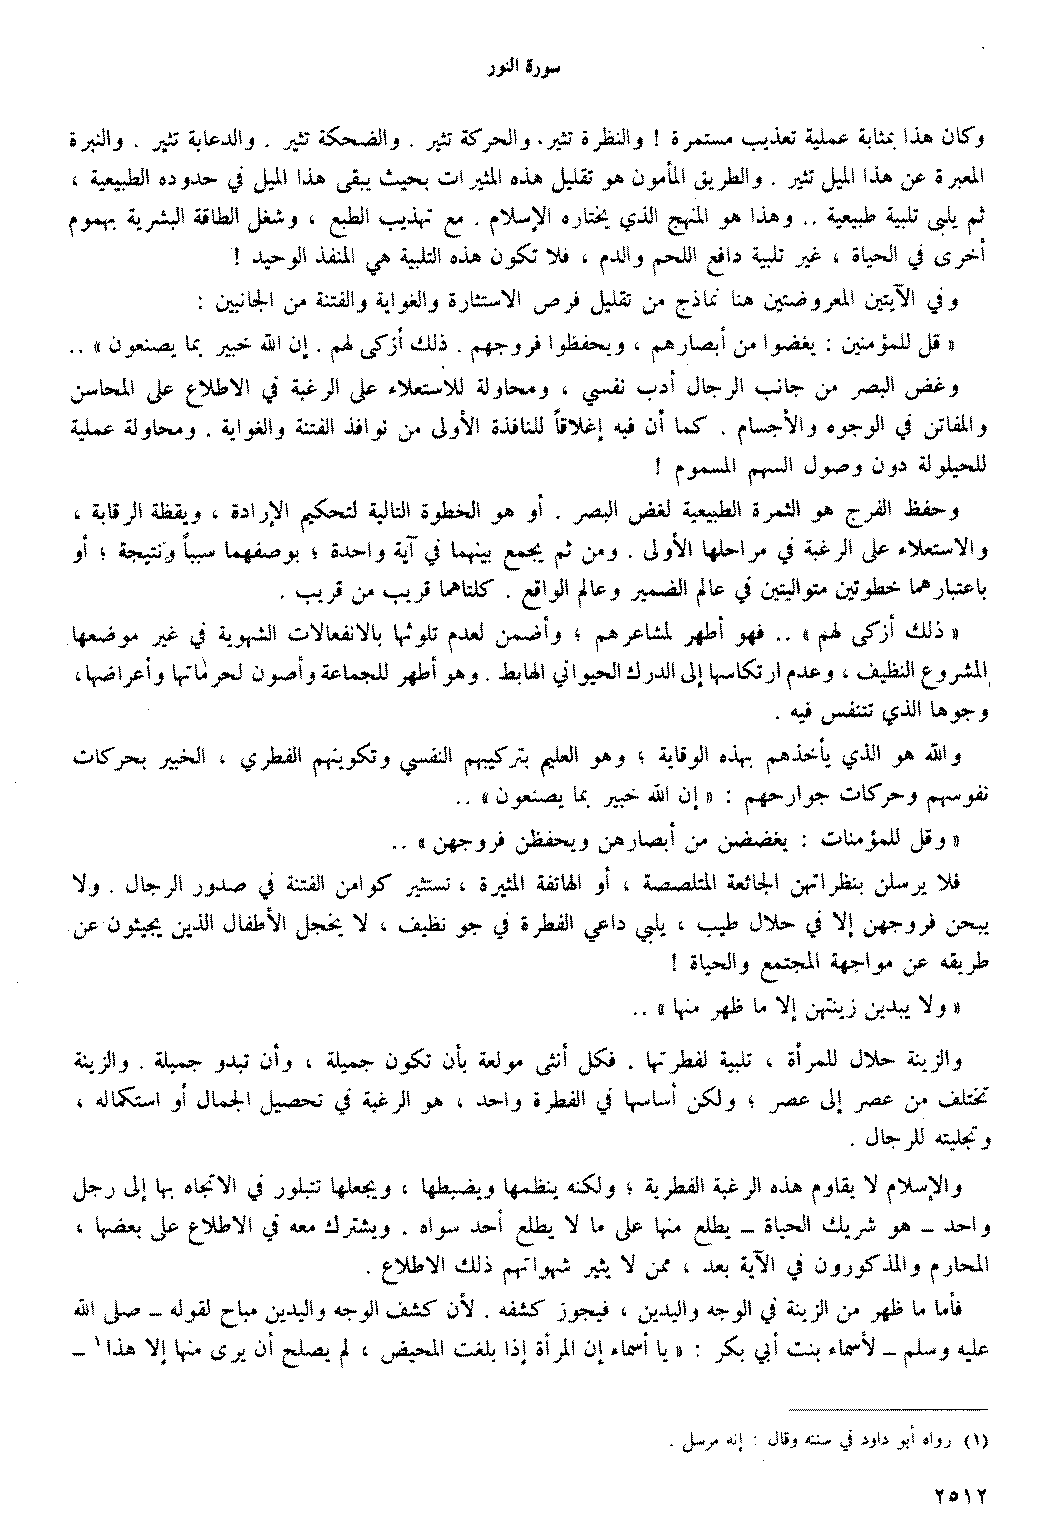 سورة النور
وكان هذا بمثابة عملية تعذيب مستمرة ! والنظرة تثير. والحركة تثير . والضحكة تثير . والدعابة تثير . والنبرة
المعبرة عن هذا الميل تثير . والطريق المأمون هو تقليل هذه المثيرات بحيث يبقى هذا الميل في حدوده الطبيعية ،
ثم يلبى تلبية طبيعية .. وهذا هو المنهج الذي يختاره الإسلام . مع تهذيب الطبع ، وشغل الطاقة البشرية بهموم
أخرى في الحياة ، غير تلبية دافع اللحم والدم ، فلا تكون هذه التلبية هي المنفذ الوحيد !
وفي الآيتين المعروضتين هنا نماذج من تقليل فرص الاستثارة والغواية والفتنة من الجانبين :
« قل للمؤمنين : يغضوا من أبصارهم ، ويحفظوا فروجهم . ذلك أزكى لهم . إن الله خبير بما يصنعون » ..
وغض البصر من جانب الرجال أدب نفسي ، ومحاولة للاستعلاء على الرغبة في الاطلاع على المحاسن
والمفاتن في الوجوه والأجسام . كما أن فيه إغلاقاً للنافذة الأولى من نوافذ الفتنة والغواية . ومحاولة عملية
للحيلولة دون وصول السهم المسموم !
وحفظ الفرج هو الثمرة الطبيعية لغض البصر . أو هو الخطوة التالية لتحكيم الإرادة ، ويقظة الرقابة ،
والاستعلاء على الرغبة في مراحلها الأولى . ومن ثم يجمع بينهما في آية واحدة ؛ بوصفهما سبباً ونتيجة ؛ أو
باعتبارهما خطوتين متواليتين في عالم الضمير وعالم الواقع . كلتاهما قريب من قريب .
« ذلك أزكى لهم » .. فهو أطهر لمشاعرهم ؛ وأضمن لعدم تلوثها بالانفعالات الشهوية في غير موضعها
المشروع النظيف ، وعدم ارتكاسها إلى الدرك الحيواني الهابط . وهو أطهر للجماعة وأصون لحرماتها وأعراضها،
وجوها الذي تتنفس فيه .
والله هو الذي يأخذهم بهذه الوقاية ؛ وهو العليم بتركيبهم النفسي وتكوينهم الفطري ، الخبير بحركات
نفوسهم وحركات جوارحهم : « إن الله خبير بما يصنعون » ..
« وقل للمؤمنات : يغضضن من أبصارهن ويحفظن فروجهن » ..
فلا يرسلن بنظراتهن الجائعة المتلصصة ، أو الهاتفة المثيرة ، تستثير كوامن الفتنة في صدور الرجال . ولا
يبحن فروجهن إلا في حلال طيب ، يلبي داعي الفطرة في جو نظيف ، لا يخجل الأطفال الذين يجيئون عن
طريقه عن مواجهة المجتمع والحياة !
« ولا يبدين زينتهن إلا ما ظهر منها » ..
والزينة حلال للمرأة ، تلبية لفطرتها . فكل أنثى مولعة بأن تكون جميلة ، وأن تبدو جميلة . والزينة
تختلف من عصر إلى عصر ؛ ولكن أساسها في الفطرة واحد ، هو الرغبة في تحصيل الجمال أو استكماله ،
وتجليته للرجال .
والإسلام لا يقاوم هذه الرغبة الفطرية ؛ ولكنه ينظمها ويضبطها ، ويجعلها تتبلور في الاتجاه بها إلى رجل
واحد – هو شريك الحياة – يطلع منها على ما لا يطلع أحد سواه . ويشترك معه في الاطلاع على بعضها ،
المحارم والمذكورون في الآية بعد ، ممن لا يثير شهواتهم ذلك الاطلاع .
فأما ما ظهر من الزينة في الوجه واليدين ، فيجوز كشفه . لأن كشف الوجه واليدين مباح لقوله – صلى الله
عليه وسلم – لأسماء بنت أبي بكر : « يا أسماء إن المرأة إذا بلغت المحيض ، لم يصلح أن يرى منها إلا هذا١ –
(١) رواه أبو داود في سننه وقال : إنه مرسل .
٢٥١٢